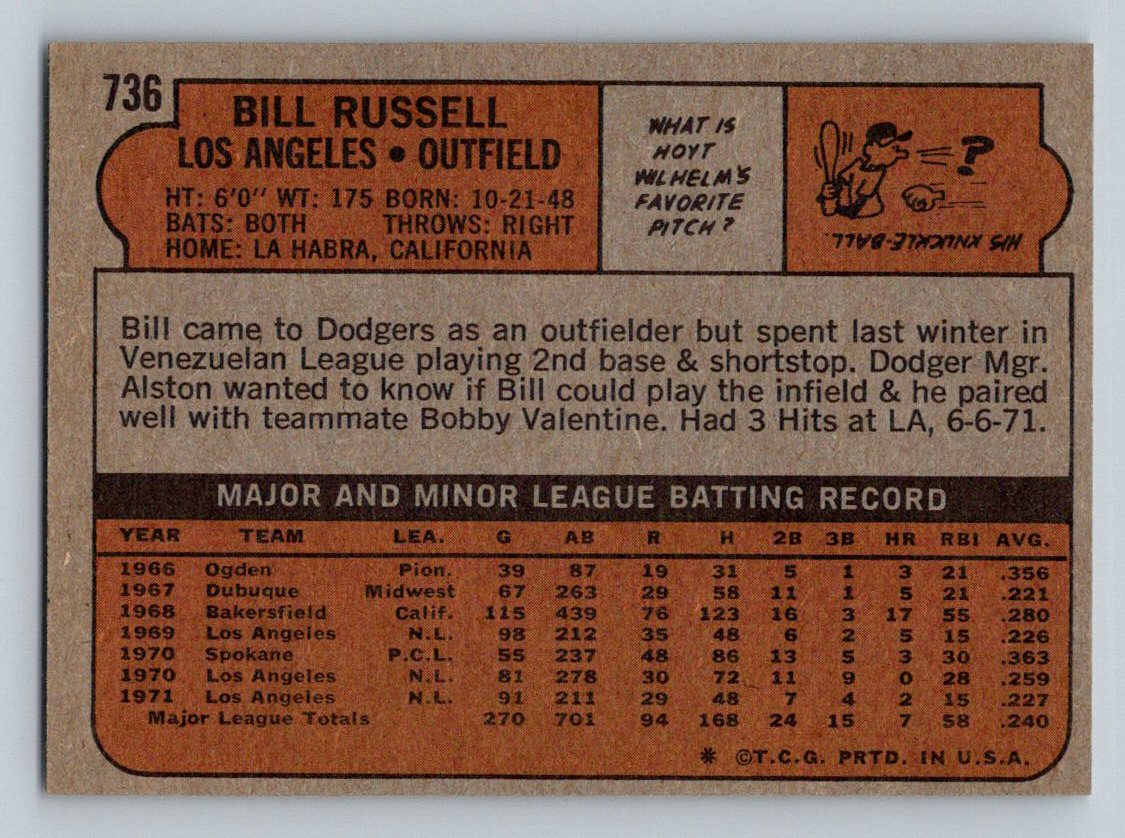 736
BILL RUSSELL
LOS ANGELES • OUTFIELD
HT: 6'0" WT: 175 BORN: 10-21-48
BATS: BOTH THROWS: RIGHT
HOME: LA HABRA, CALIFORNIA
WHAT IS
HOYT
WILHELM'S
FAVORITE
PITCH?
?
HIS KNUCKLE-BALL.
Bill came to Dodgers as an outfielder but spent last winter in
Venezuelan League playing 2nd base & shortstop. Dodger Mgr.
Alston wanted to know if Bill could play the infield & he paired
well with teammate Bobby Valentine. Had 3 Hits at LA, 6-6-71.
MAJOR AND MINOR LEAGUE BATTING RECORD
YEAR TEAM LEA. G AB R H 2B 3B HR RBI AVG.
1966 Ogden Pion. 39 87 19 31 5 1 3 21 .356
1967 Dubuque Midwest 67 263 29 58 11 1 5 21 .221
1968 Bakersfield Calif. 115 439 76 123 16 3 17 55 .280
1969 Los Angeles N.L. 98 212 35 48 6 2 5 15 .226
1970 Spokane P.C.L. 55 237 48 86 13 5 3 30 .363
1970 Los Angeles N.L. 81 278 30 72 11 9 0 28 .259
1971 Los Angeles N.L. 91 211 29 48 7 4 2 15 .227
Major League Totals 270 701 94 168 24 15 7 58 .240
* ©T.C.G. PRTD. IN U.S.A.